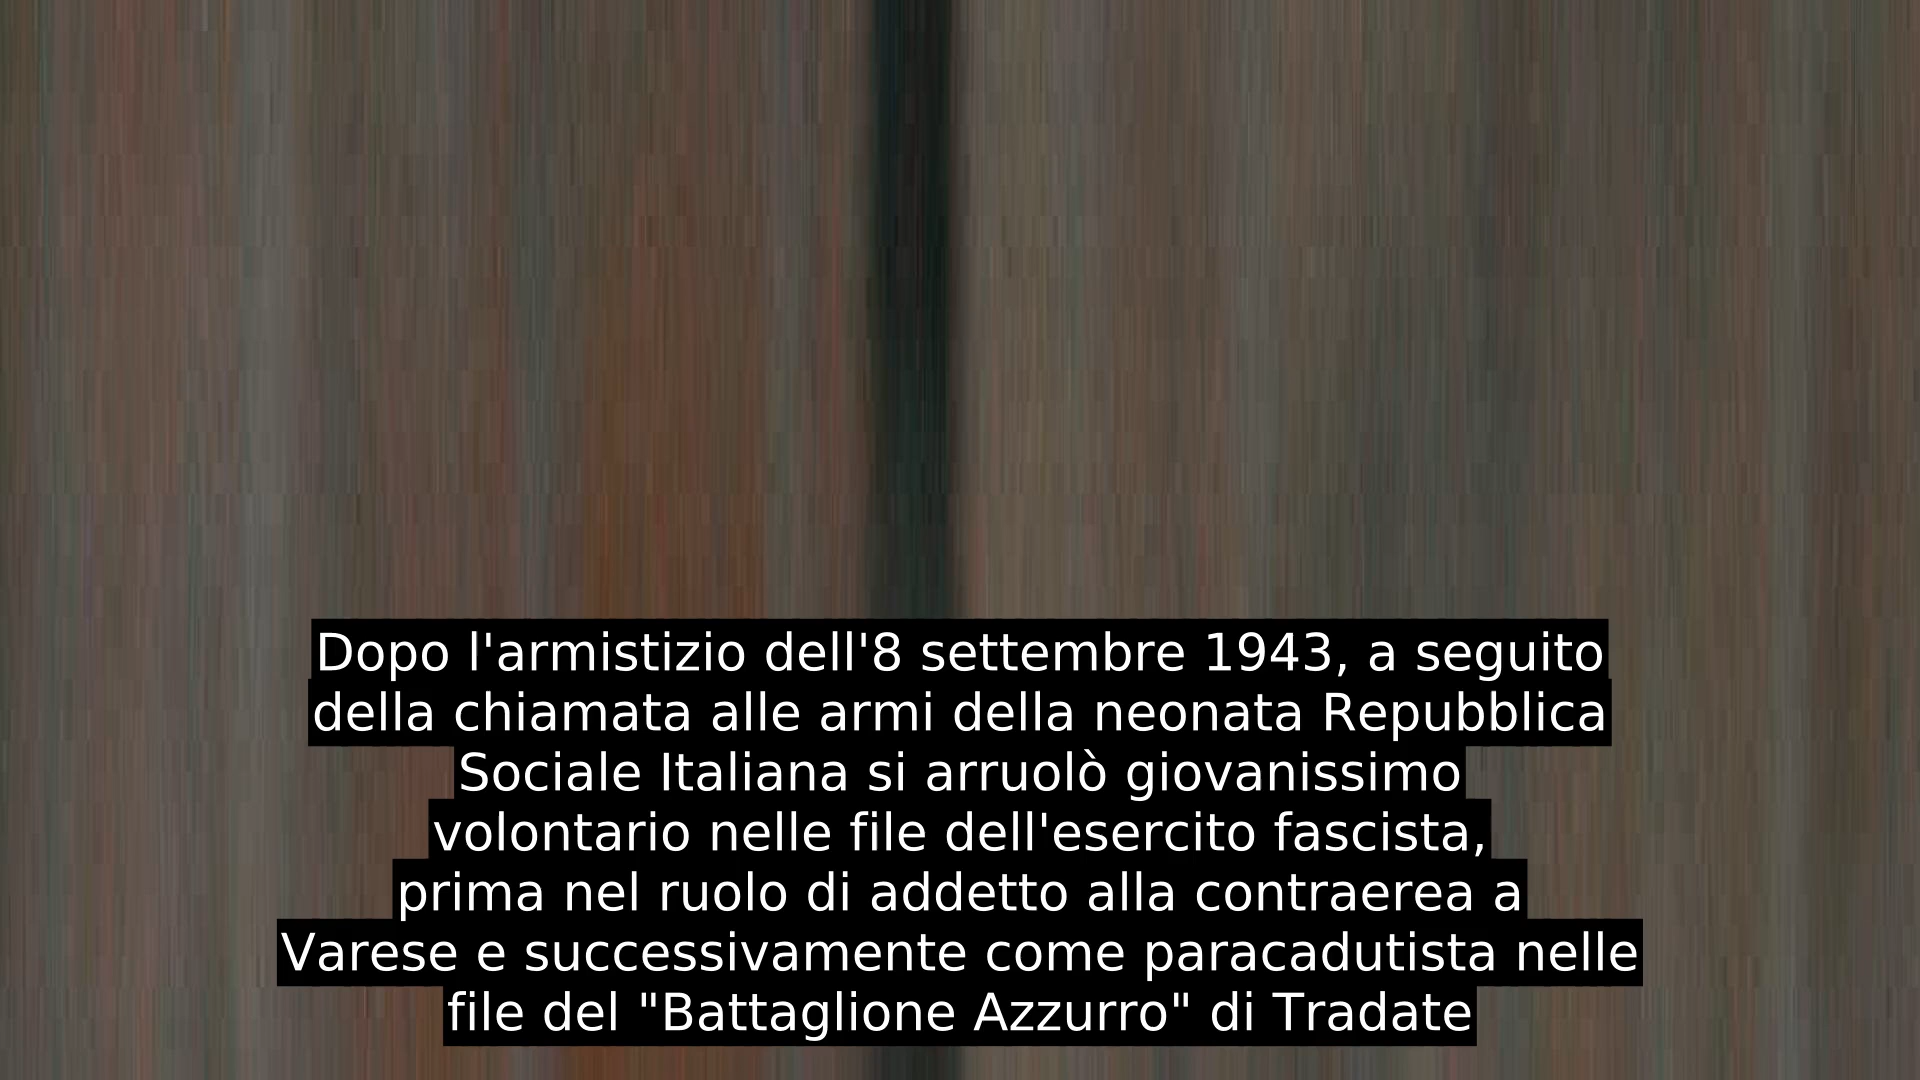 Dopo l'armistizio dell'8 settembre 1943, a seguito
della chiamata alle armi della neonata Repubblica
Sociale Italiana si arruolò giovanissimo
volontario nelle file dell'esercito fascista,
prima nel ruolo di addetto alla contraerea a
Varese e successivamente come paracadutista nelle
file del "Battaglione Azzurro" di Tradate